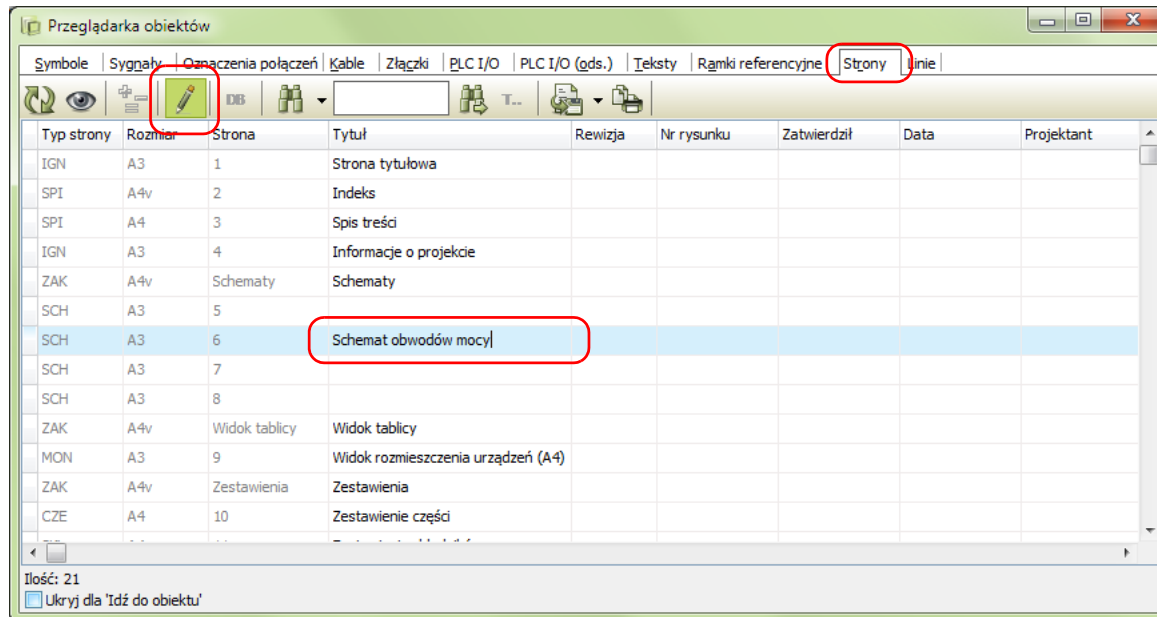 Przeglądarka obiektów
Symbole Sygnały Oznaczenia połączeń Kable Złączki PLC I/O PLC I/O (ods.) Teksty Ramki referencyjne Strony Linie
DB T...
Typ strony Rozmiar Strona Tytuł Rewizja Nr rysunku Zatwierdził Data Projektant
IGN A3 1 Strona tytułowa
SPI A4v 2 Indeks
SPI A4 3 Spis treści
IGN A3 4 Informacje o projekcie
ZAK A4v Schematy Schematy
SCH A3 5
SCH A3 6 Schemat obwodów mocy
SCH A3 7
SCH A3 8
ZAK A4v Widok tablicy Widok tablicy
MON A3 9 Widok rozmieszczenia urządzeń (A4)
ZAK A4v Zestawienia Zestawienia
CZE A4 10 Zestawienie części
Ilość: 21
Ukryj dla 'Idź do obiektu'